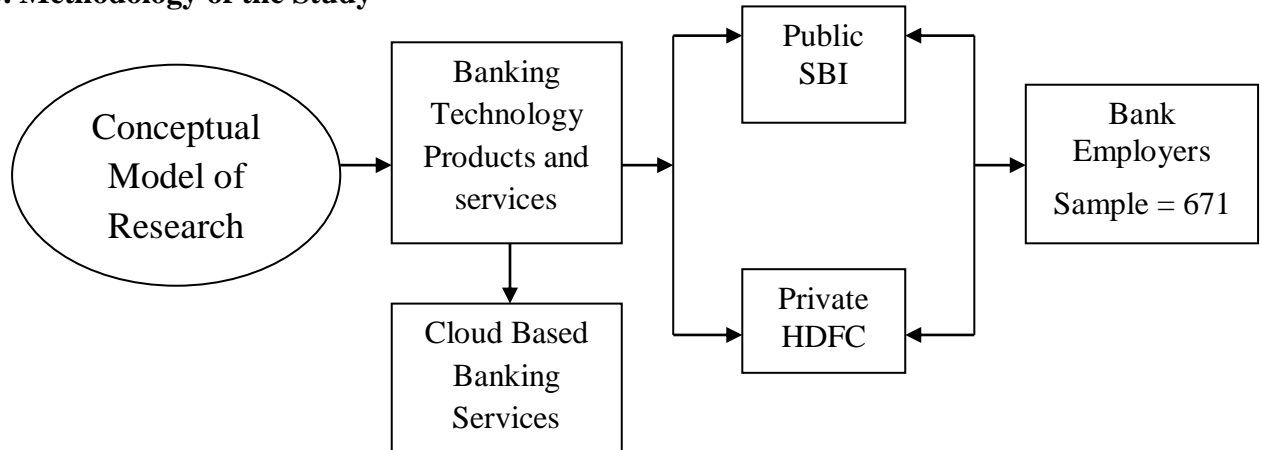 . Methodology of the Study
Conceptual
Model of
Research
Banking
Technology
Products and
services
Cloud Based
Banking
Services
Public
SBI
Private
HDFC
Bank
Employers
Sample = 671